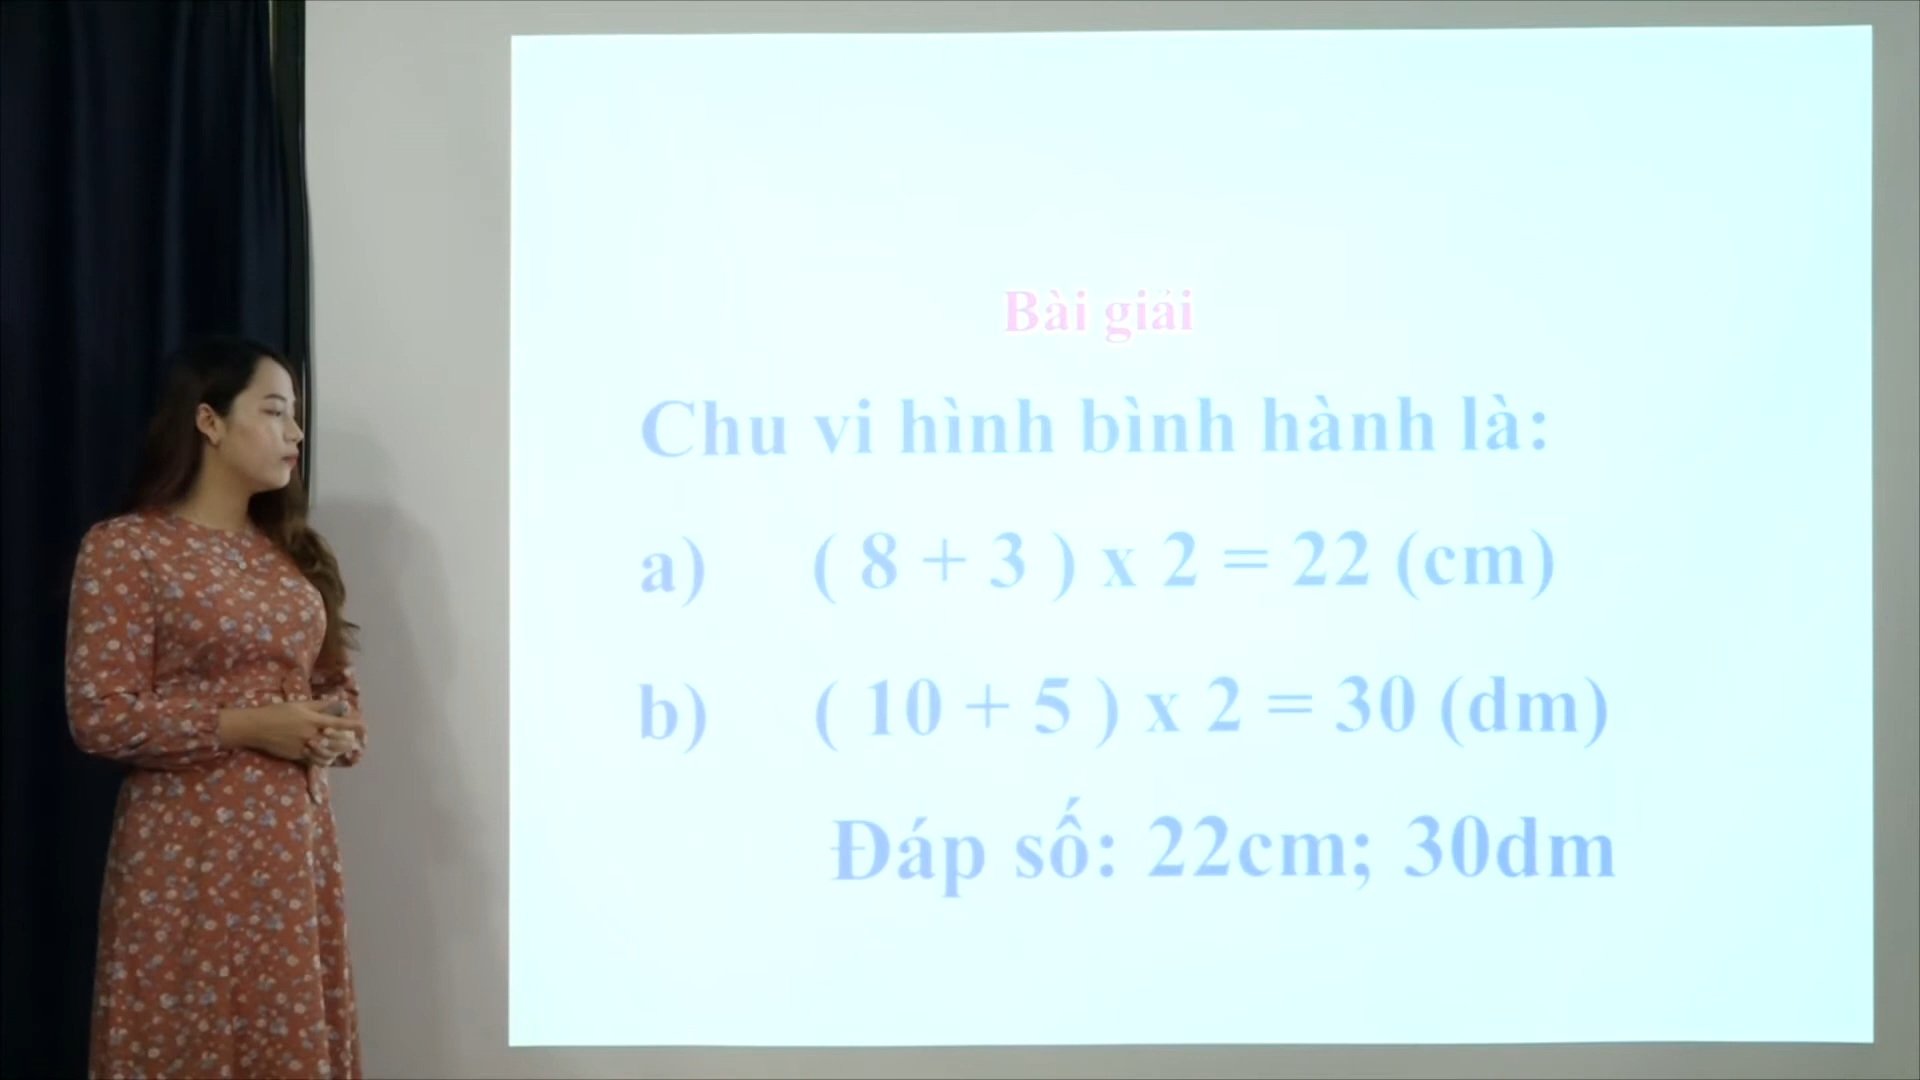 Bài giải
Chu vi hình bình hành là:
a) ( 8 + 3 ) x 2 = 22 (cm)
b) ( 10 + 5 ) x 2 = 30 (dm)
Đáp số: 22cm; 30dm